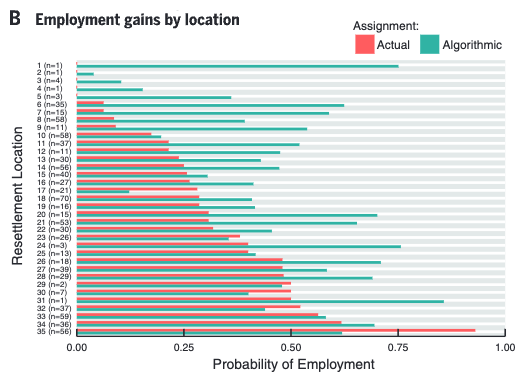 B Employment gains by location
Assignment:
Actual Algorithmic
Resettlement Location
1 (n=1)
2 (n=1)
3 (n=4)
4 (n=1)
5 (n=3)
6 (n=35)
7 (n=15)
8 (n=58)
9 (n=11)
10 (n=58)
11 (n=37)
12 (n=11)
13 (n=30)
14 (n=56)
15 (n=40)
16 (n=27)
17 (n=21)
18 (n=70)
19 (n=16)
20 (n=15)
21 (n=53)
22 (n=30)
23 (n=26)
24 (n=3)
25 (n=13)
26 (n=18)
27 (n=39)
28 (n=29)
29 (n=2)
30 (n=7)
31 (n=1)
32 (n=37)
33 (n=59)
34 (n=36)
35 (n=56)
0.00 0.25 0.50 0.75 1.00
Probability of Employment